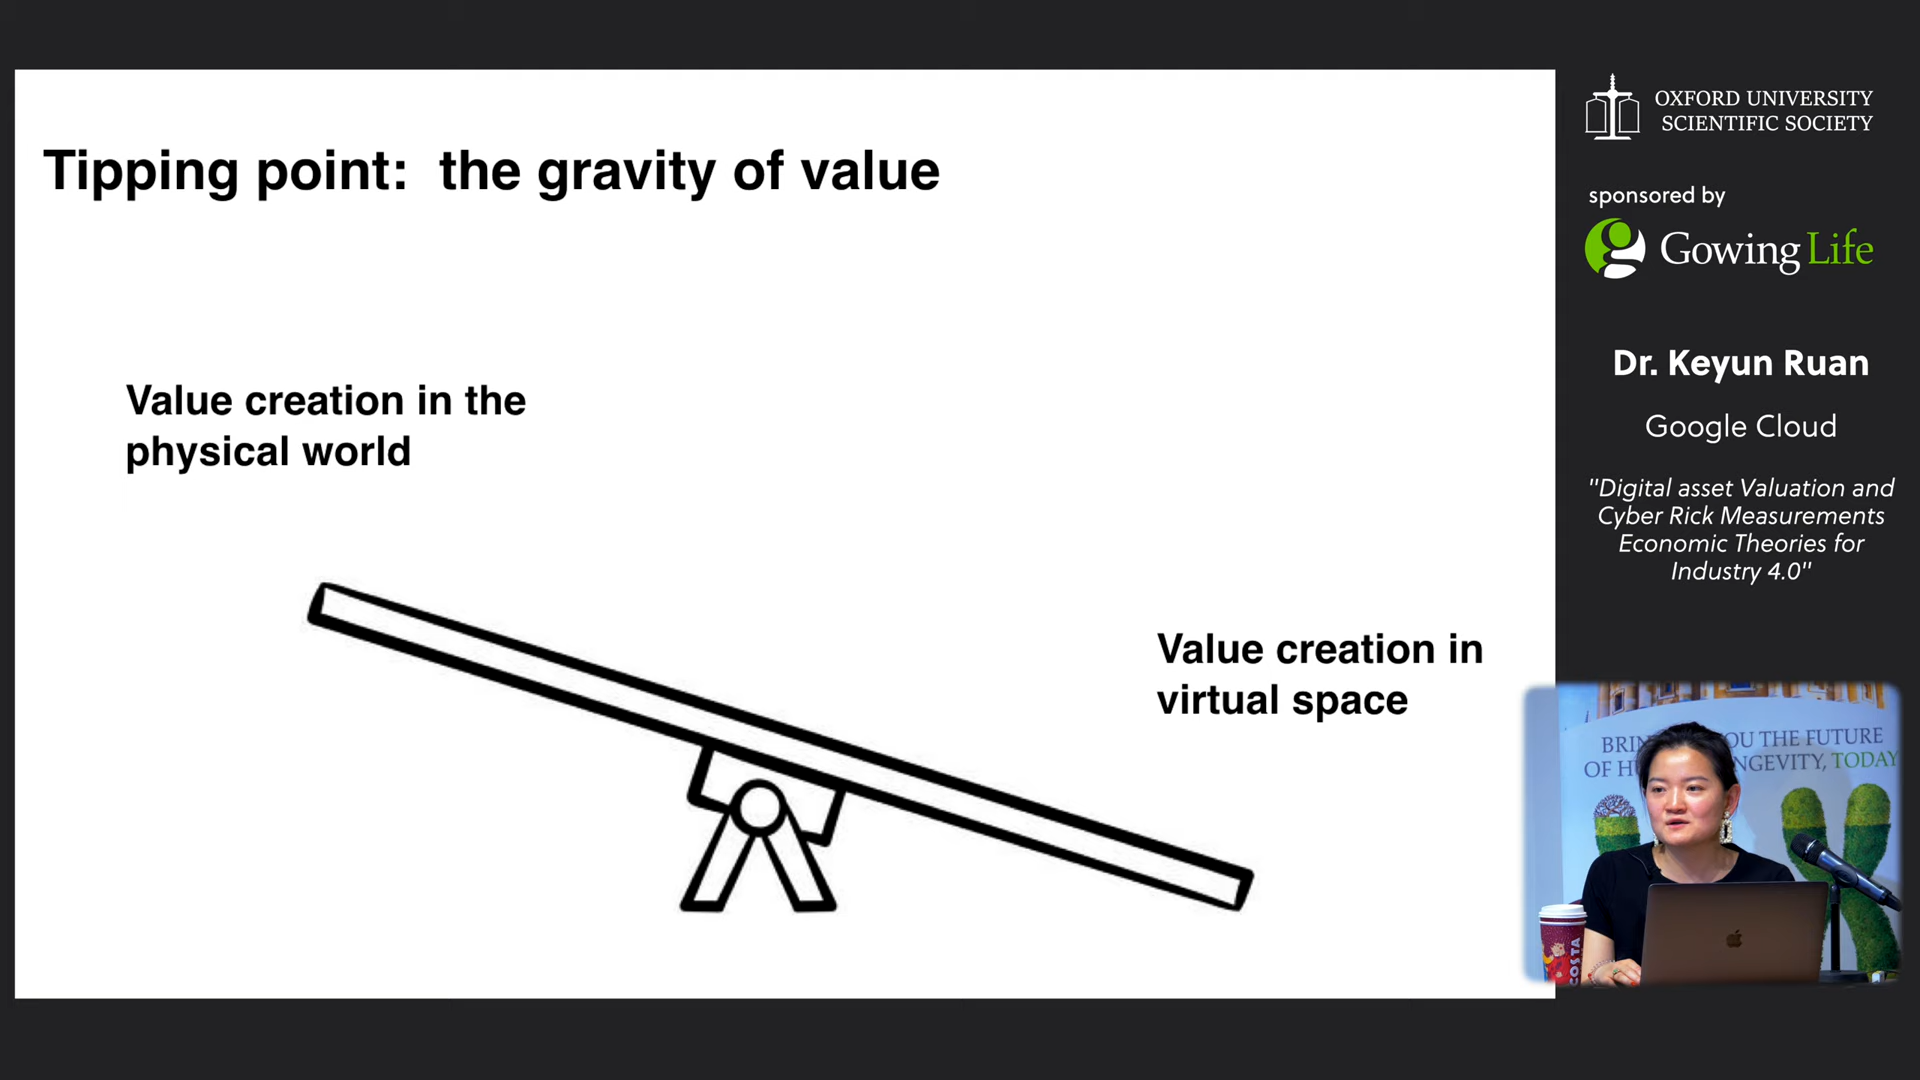 Tipping point: the gravity of value
Value creation in the
physical world
Value creation in
virtual space
OXFORD UNIVERSITY
SCIENTIFIC SOCIETY
sponsored by
Gowing Life
Dr. Keyun Ruan
Google Cloud
"Digital asset Valuation and
Cyber Rick Measurements
Economic Theories for
Industry 4.0"
OU THE FUTURE
OF TODAY
COSTA